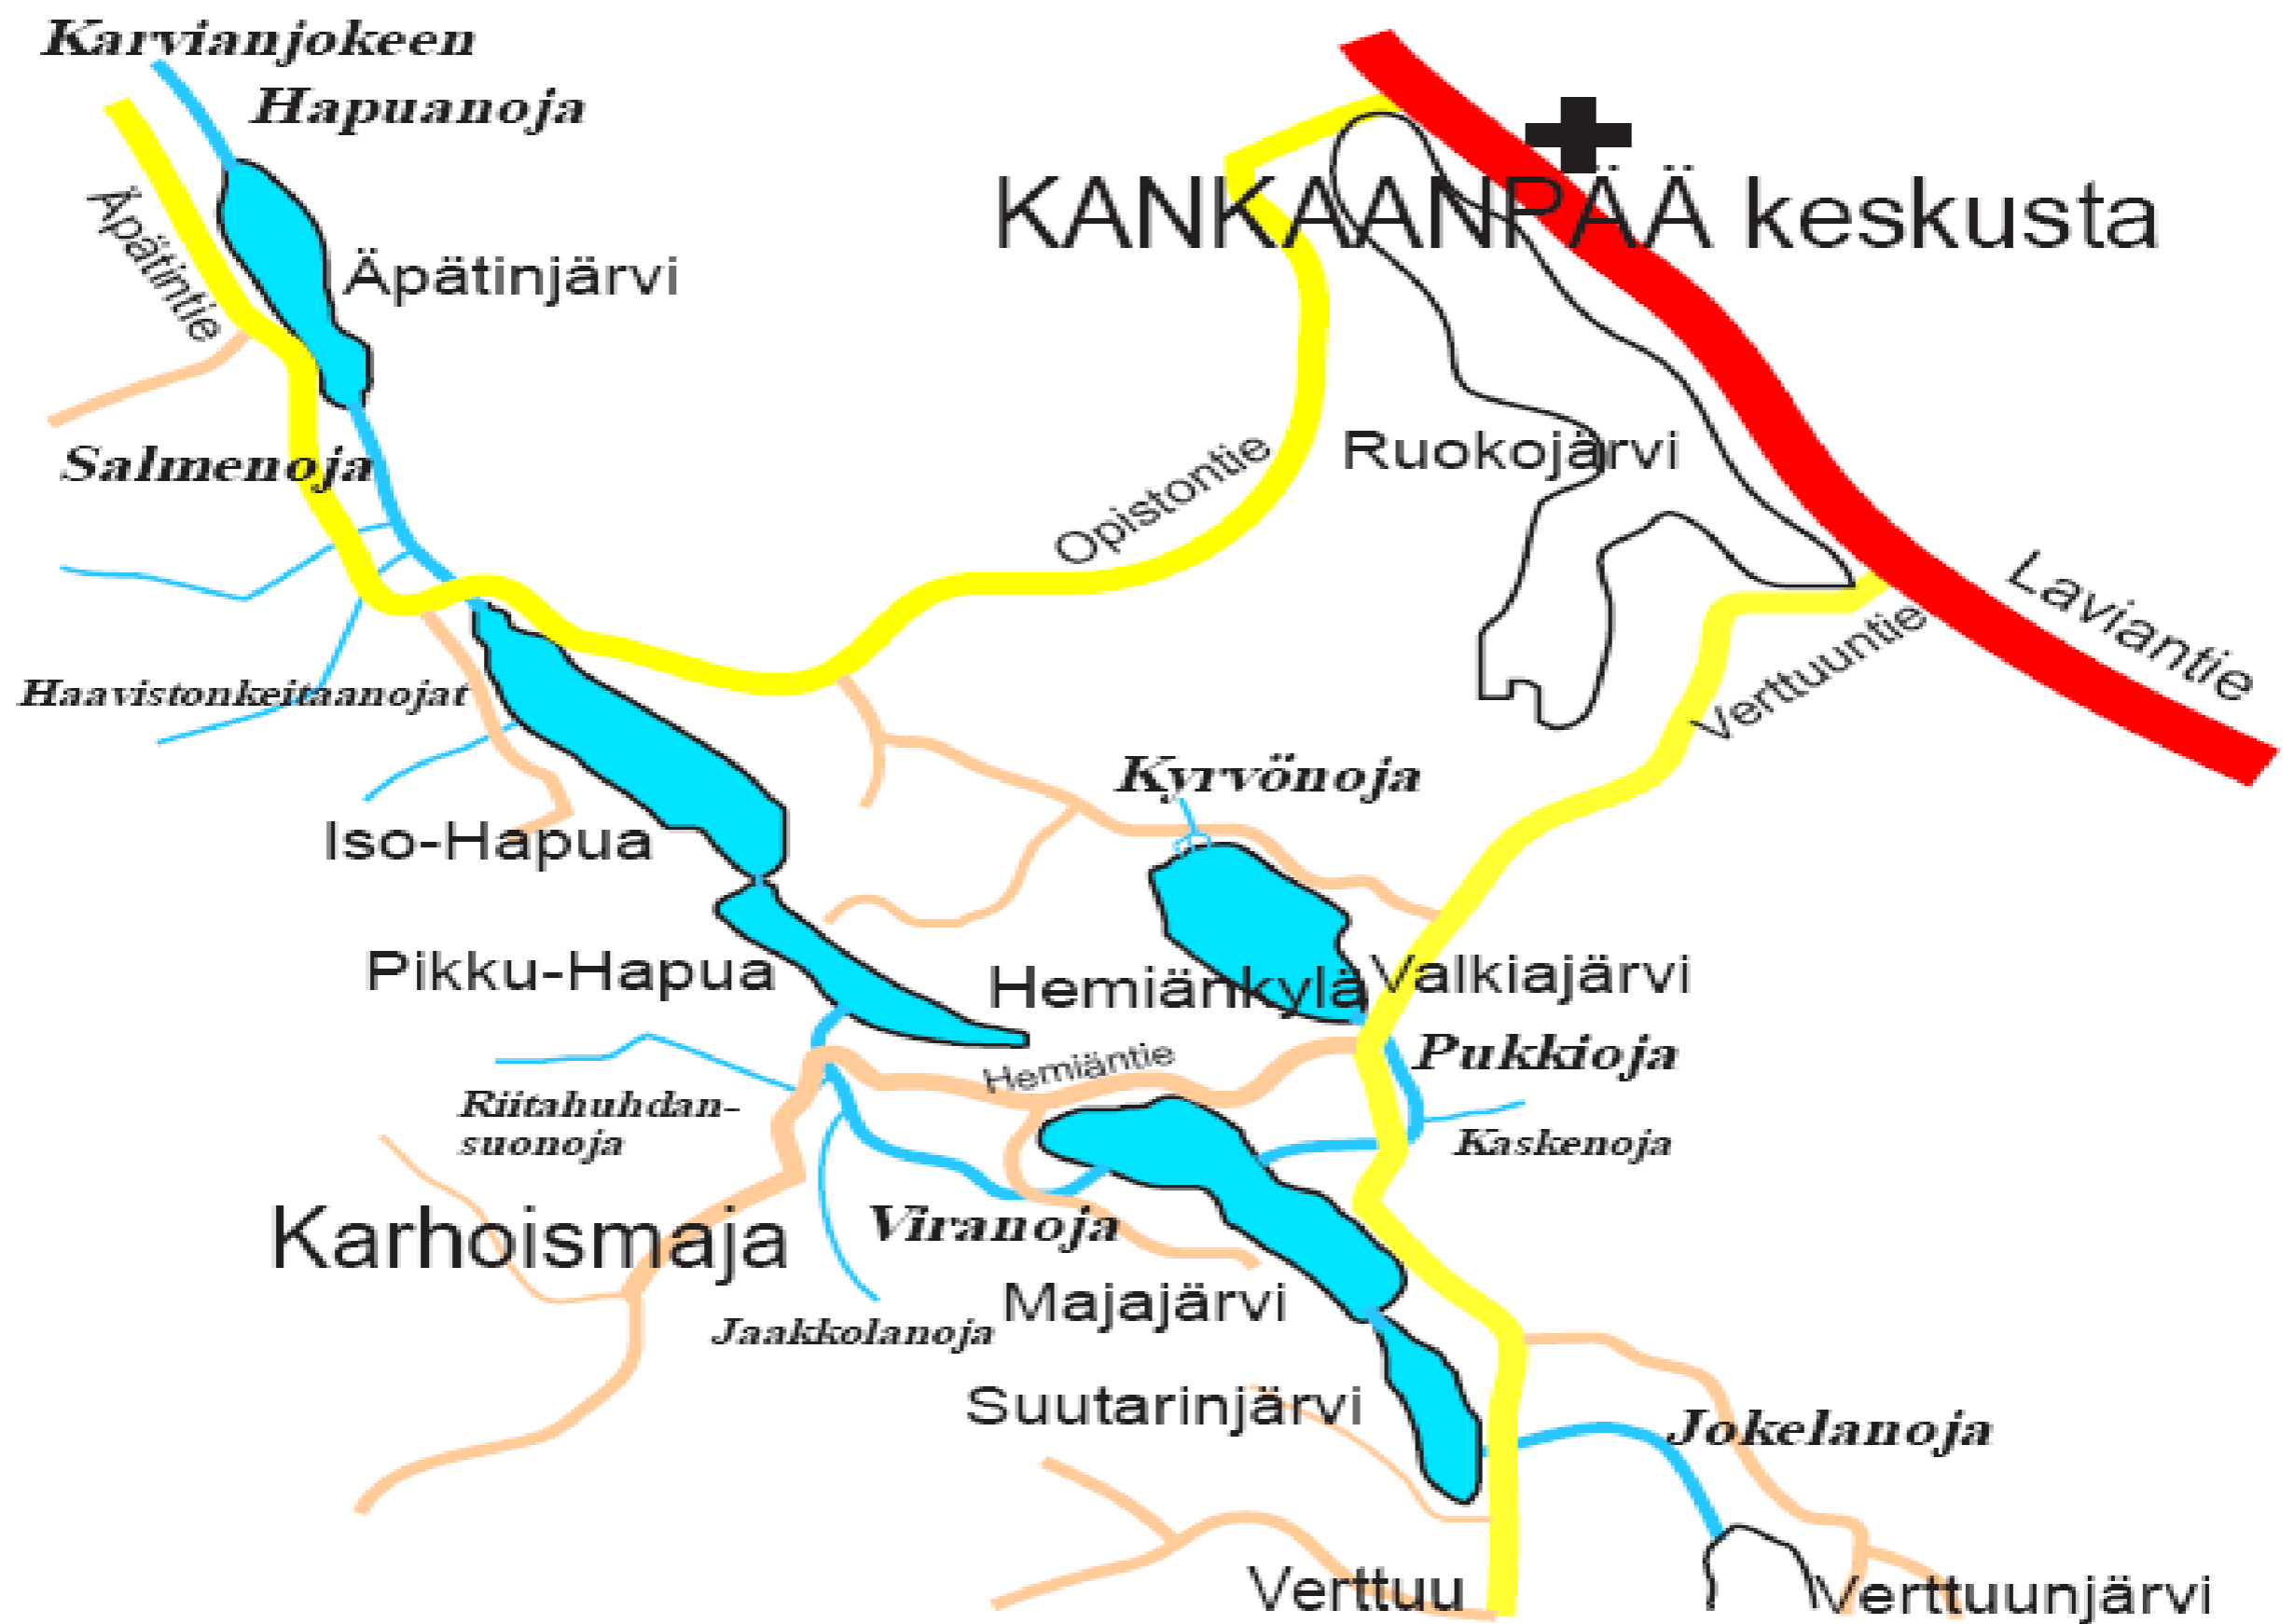 Karvianjokeen
Hapuanoja
KANKAANPÄÄ keskusta
Äpätintie
Äpätinjärvi
Ruokojärvi
Salmenoja
Opistontie
Laviantie
Verttuuntie
Haavistonkeitaanojat
Kyrvönoja
Iso-Hapua
Pikku-Hapua
Hemiänkylä
Valkiajärvi
Hemiäntie
Pukkioja
Riitahuhdan-
suonoja
Kaskenoja
Karhoismaja
Viranoja
Majajärvi
Jaakkolanoja
Suutarinjärvi
Jokelanoja
Verttuu
Verttuunjärvi